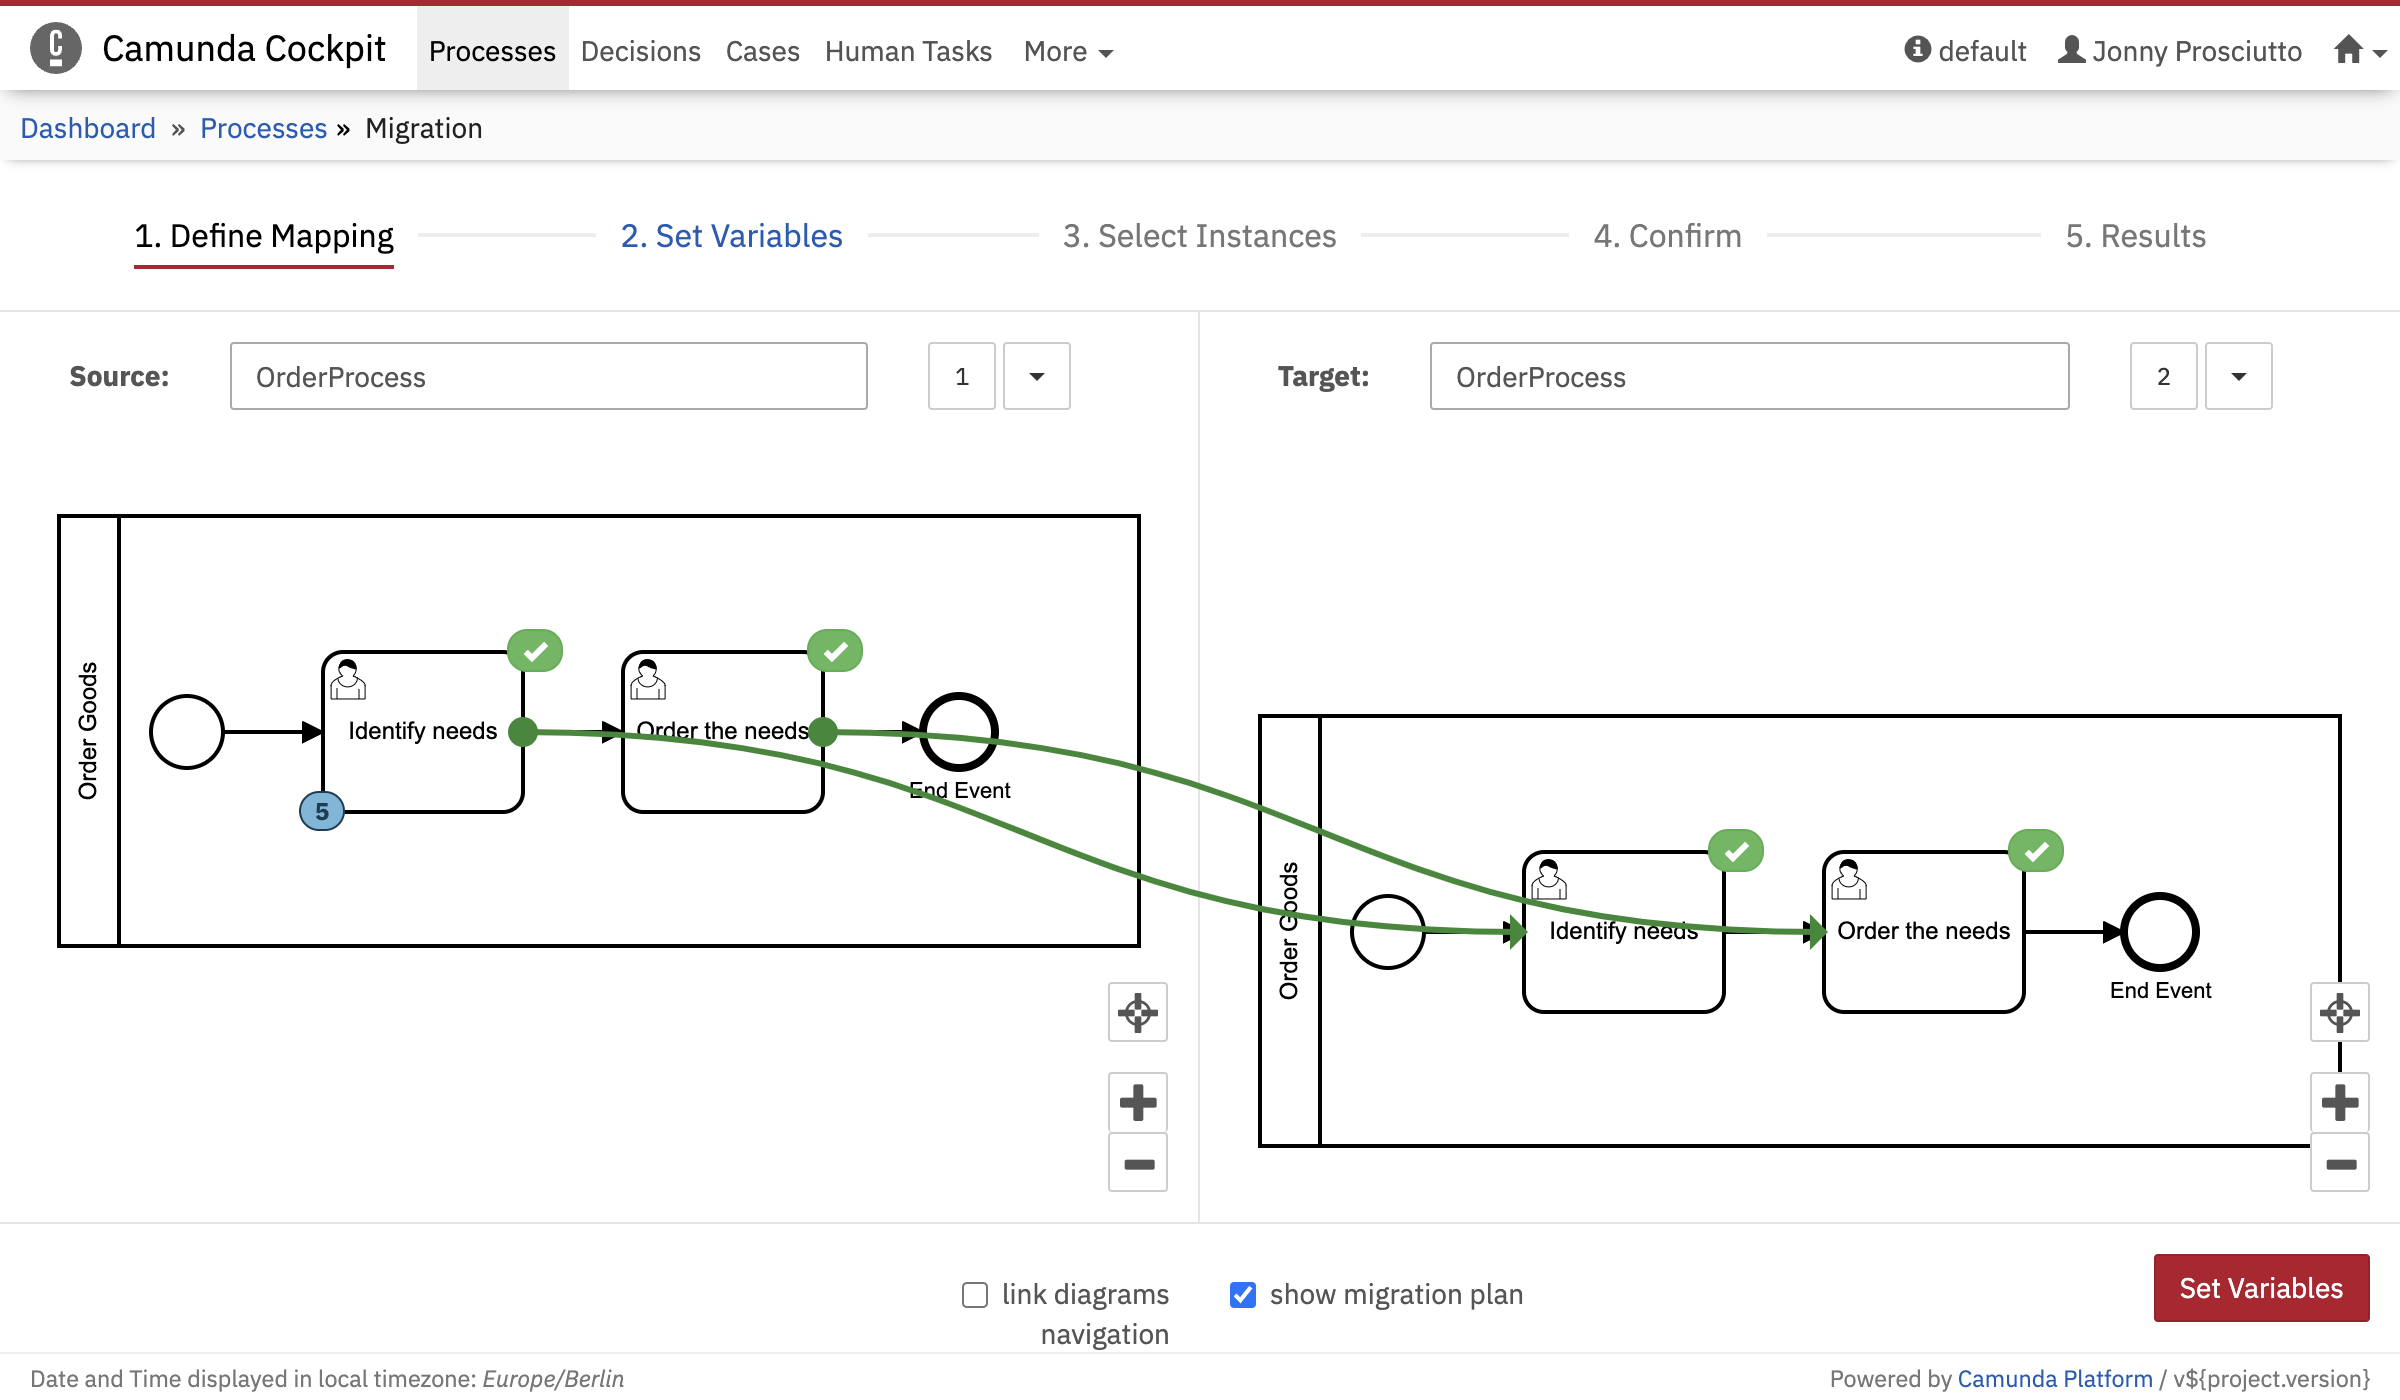 Camunda Cockpit Processes Decisions Cases Human Tasks More default Jonny Prosciutto
Dashboard » Processes » Migration
1. Define Mapping 2. Set Variables 3. Select Instances 4. Confirm 5. Results
Source: OrderProcess 1
Target: OrderProcess 2
Order Goods
Identify needs
5
Order the needs
End Event
Order Goods
Identify needs
Order the needs
End Event
link diagrams
navigation
show migration plan
Set Variables
Date and Time displayed in local timezone: Europe/Berlin
Powered by Camunda Platform / v${project.version}